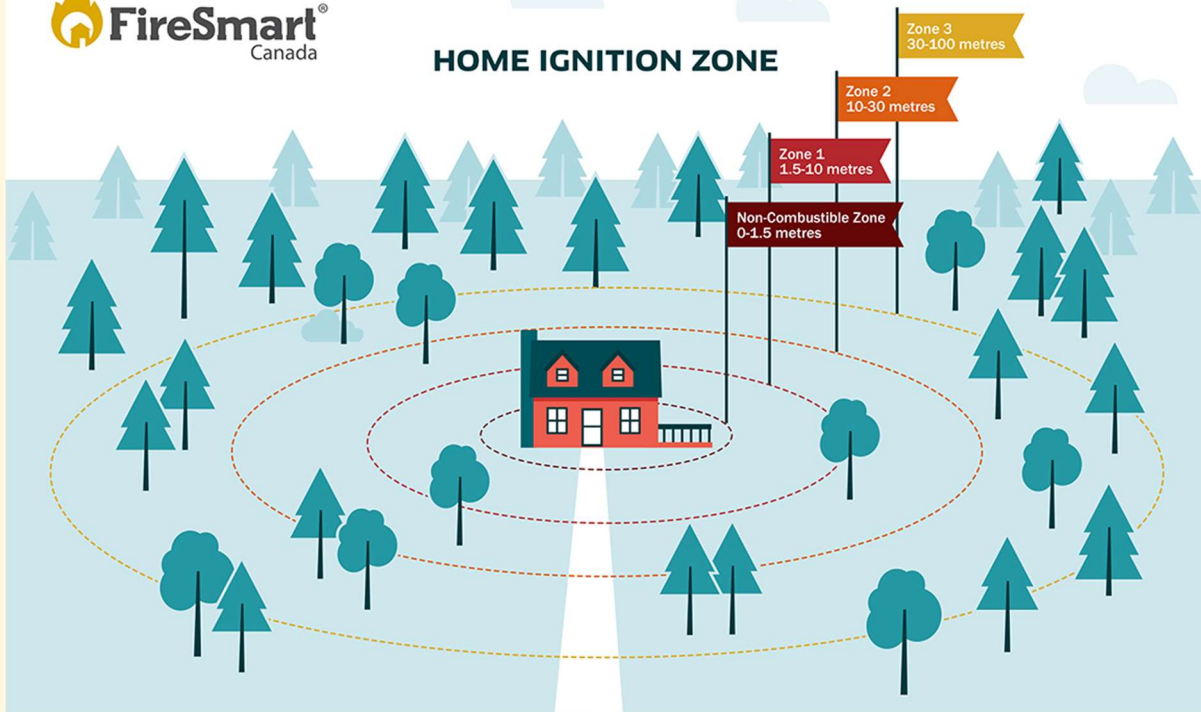 FireSmart®
Canada
HOME IGNITION ZONE
Zone 3
30-100 metres
Zone 2
10-30 metres
Zone 1
1.5-10 metres
Non-Combustible Zone
0-1.5 metres